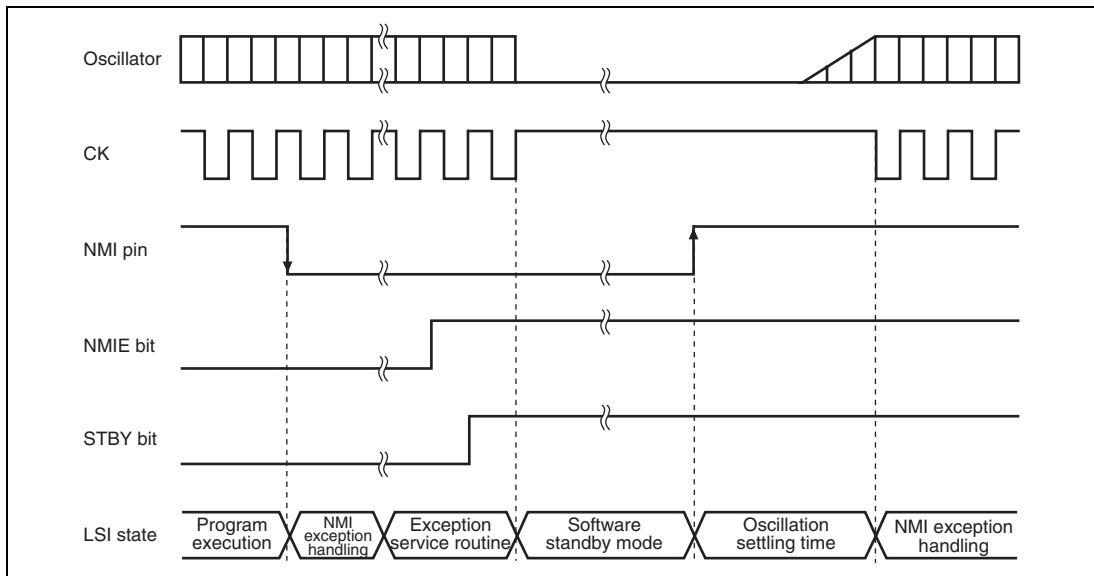 Oscillator
CK
NMI pin
NMIE bit
STBY bit
LSI state
Program
execution
NMI
exception
handling
Exception
service routine
Software
standby mode
Oscillation
settling time
NMI exception
handling